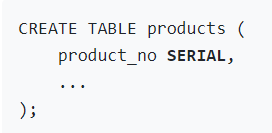 CREATE TABLE products (
    product_no SERIAL,
    ...
);